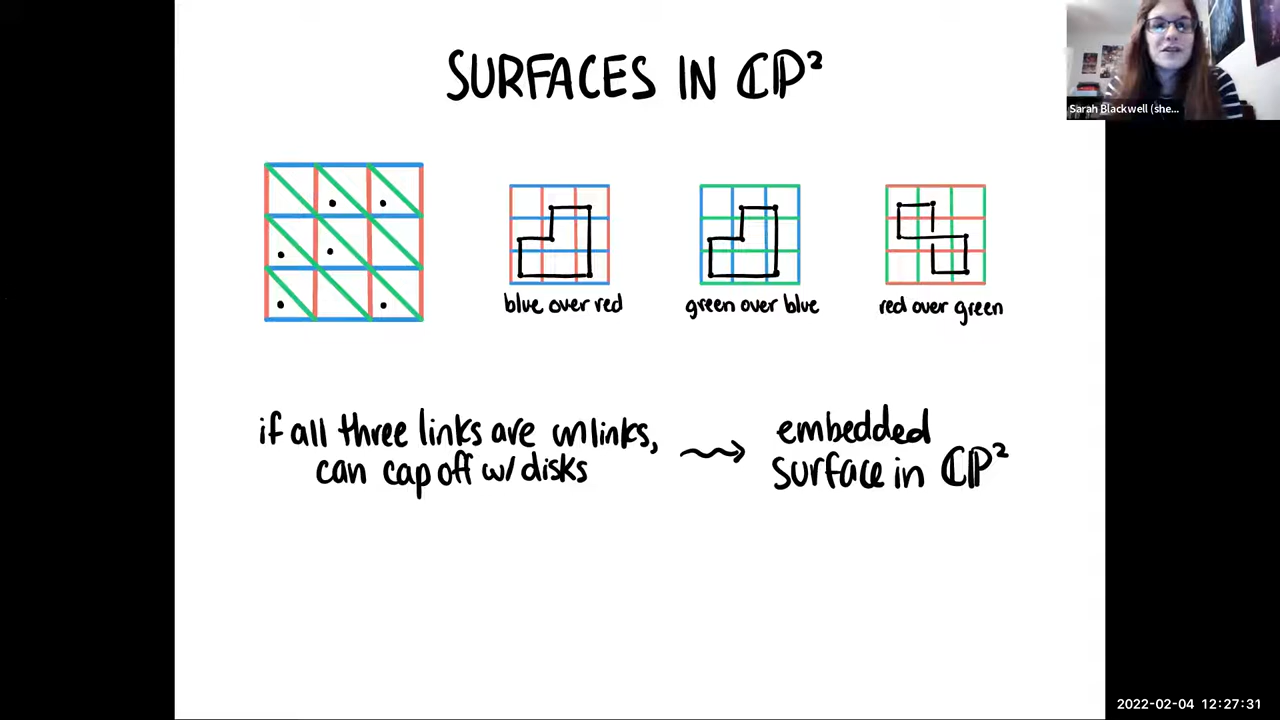 SURFACES IN ℂℙ²
Sarah Blackwell (she...
blue over red
green over blue
red over green
if all three links are unlinks,
can cap off w/ disks
embedded
surface in ℂℙ²
2022-02-04 12:27:31